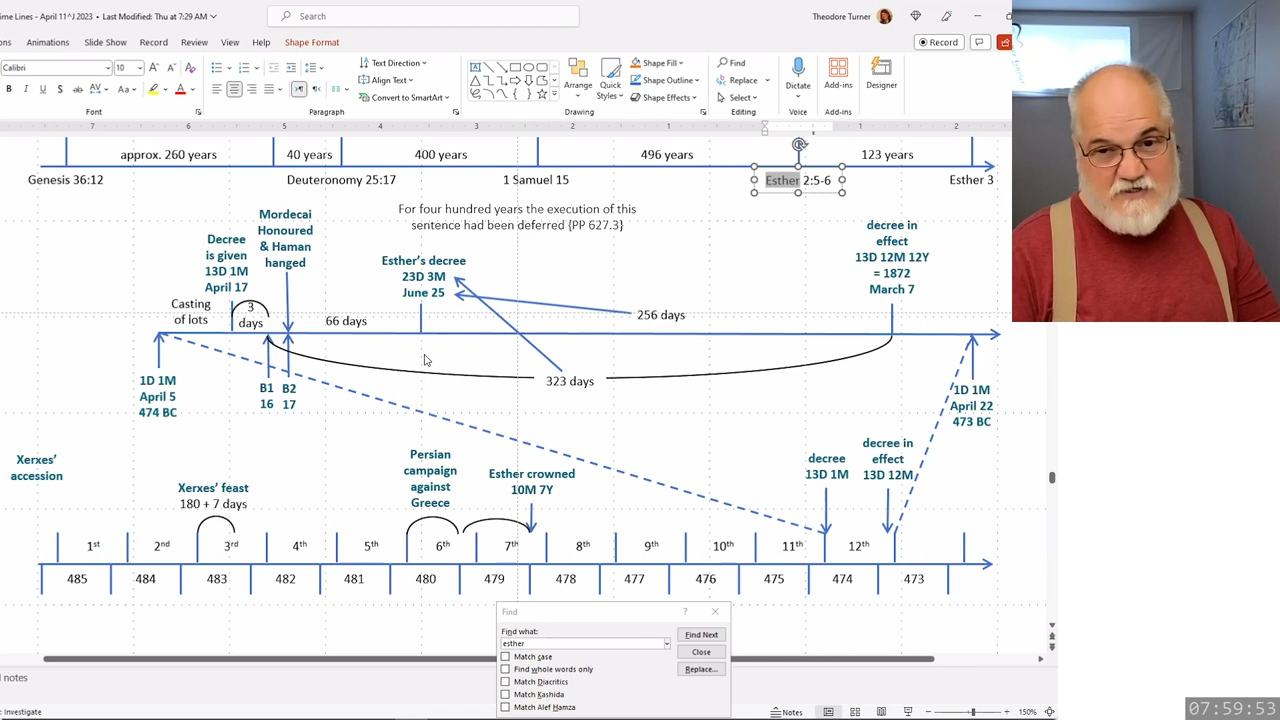 ime Lines - April 11^J 2023 • Last Modified: Thu at 7:29 AM
Search
Theodore Turner
ons Animations Slide Show Record Review View Help Shape Format
Record
Calibri 10
Text Direction
Align Text
Convert to SmartArt
Arrange
Quick Styles
Shape Fill
Shape Outline
Shape Effects
Find
Replace
Select
Dictate
Add-ins
Designer
Font
Paragraph
Drawing
Editing
Voice
Add-ins
7 6 5 4 3 2 1 1 2
approx. 260 years 40 years 400 years 496 years 123 years
Genesis 36:12 Deuteronomy 25:17 1 Samuel 15 Esther 2:5-6 Esther 3
For four hundred years the execution of this
sentence had been deferred {PP 627.3}
Mordecai
Honoured
& Haman
hanged
Decree
is given
13D 1M
April 17
Esther's decree
23D 3M
June 25
decree in
effect
13D 12M 12Y
= 1872
March 7
Casting
of lots
3
days
66 days
256 days
323 days
1D 1M
April 5
474 BC
B1
16
B2
17
1D 1M
April 22
473 BC
Xerxes'
accession
Xerxes' feast
180 + 7 days
Persian
campaign
against
Greece
Esther crowned
10M 7Y
decree
13D 1M
decree in
effect
13D 12M
1st 2nd 3rd 4th 5th 6th 7th 8th 9th 10th 11th 12th
485 484 483 482 481 480 479 478 477 476 475 474 473
Find ?
Find what:
esther
Match case
Find whole words only
Match Diacritics
Match Kashida
Match Alef Hamza
Find Next
Close
Replace...
notes
: Investigate
Notes
150%
07:59:53